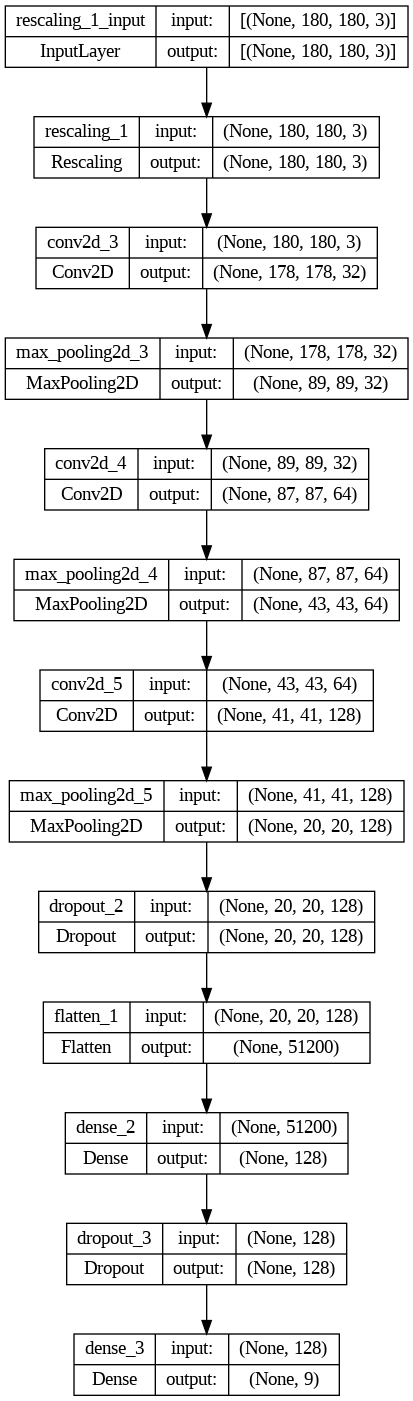 rescaling_1_input input: [(None, 180, 180, 3)]
InputLayer output: [(None, 180, 180, 3)]
rescaling_1 input: (None, 180, 180, 3)
Rescaling output: (None, 180, 180, 3)
conv2d_3 input: (None, 180, 180, 3)
Conv2D output: (None, 178, 178, 32)
max_pooling2d_3 input: (None, 178, 178, 32)
MaxPooling2D output: (None, 89, 89, 32)
conv2d_4 input: (None, 89, 89, 32)
Conv2D output: (None, 87, 87, 64)
max_pooling2d_4 input: (None, 87, 87, 64)
MaxPooling2D output: (None, 43, 43, 64)
conv2d_5 input: (None, 43, 43, 64)
Conv2D output: (None, 41, 41, 128)
max_pooling2d_5 input: (None, 41, 41, 128)
MaxPooling2D output: (None, 20, 20, 128)
dropout_2 input: (None, 20, 20, 128)
Dropout output: (None, 20, 20, 128)
flatten_1 input: (None, 20, 20, 128)
Flatten output: (None, 51200)
dense_2 input: (None, 51200)
Dense output: (None, 128)
dropout_3 input: (None, 128)
Dropout output: (None, 128)
dense_3 input: (None, 128)
Dense output: (None, 9)